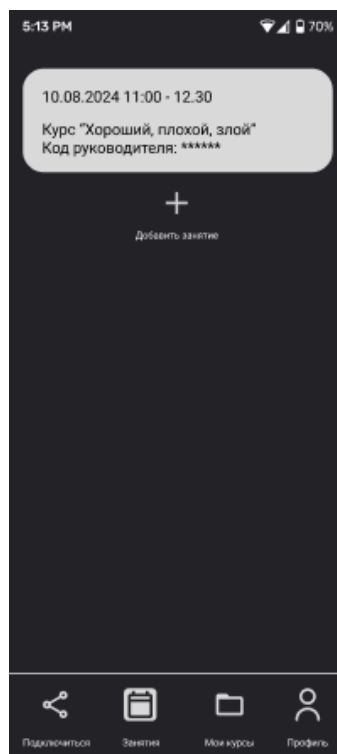 5:13 PM 70%
10.08.2024 11:00 - 12.30
Курс "Хороший, плохой, злой"
Код руководителя: ******
Добавить занятие
Подключиться Занятия Мои курсы Профиль